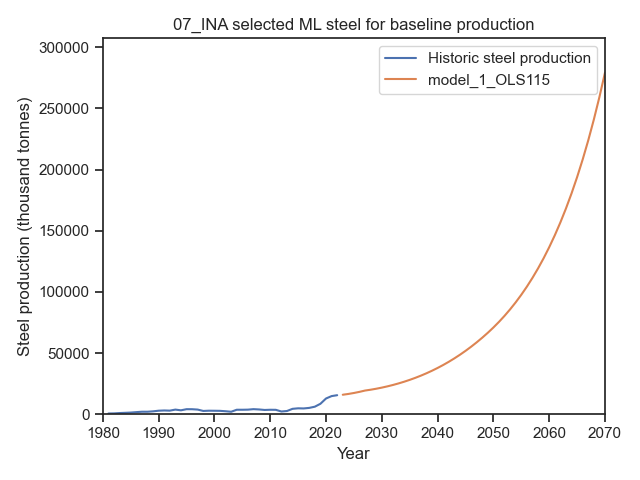 07_INA selected ML steel for baseline production
Steel production (thousand tonnes)
300000
250000
200000
150000
100000
50000
0
Historic steel production
model_1_OLS115
1980 1990 2000 2010 2020 2030 2040 2050 2060 2070
Year